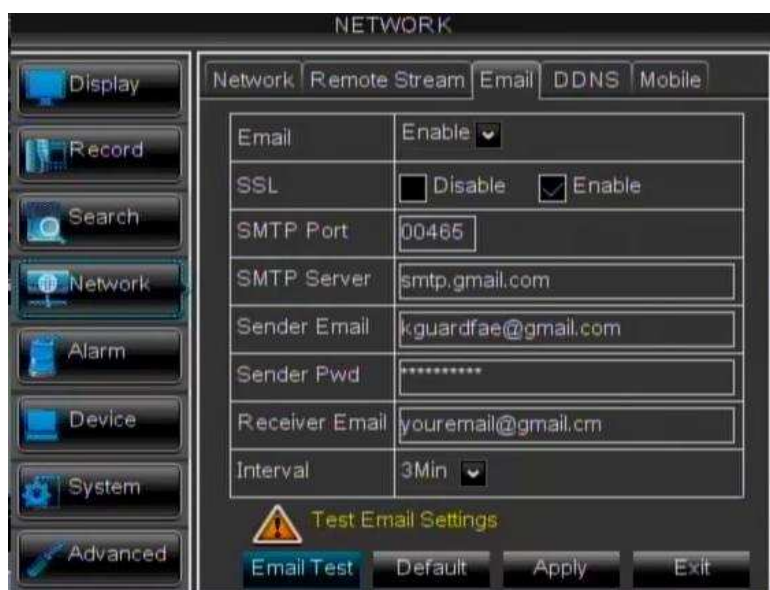 NETWORK
Display
Record
Search
Network
Alarm
Device
System
Advanced
Network Remote Stream Email DDNS Mobile
Email Enable
SSL Disable Enable
SMTP Port 00465
SMTP Server smtp.gmail.com
Sender Email kguardfae@gmail.com
Sender Pwd **********
Receiver Email youremail@gmail.cm
Interval 3Min
Test Email Settings
Email Test Default Apply Exit